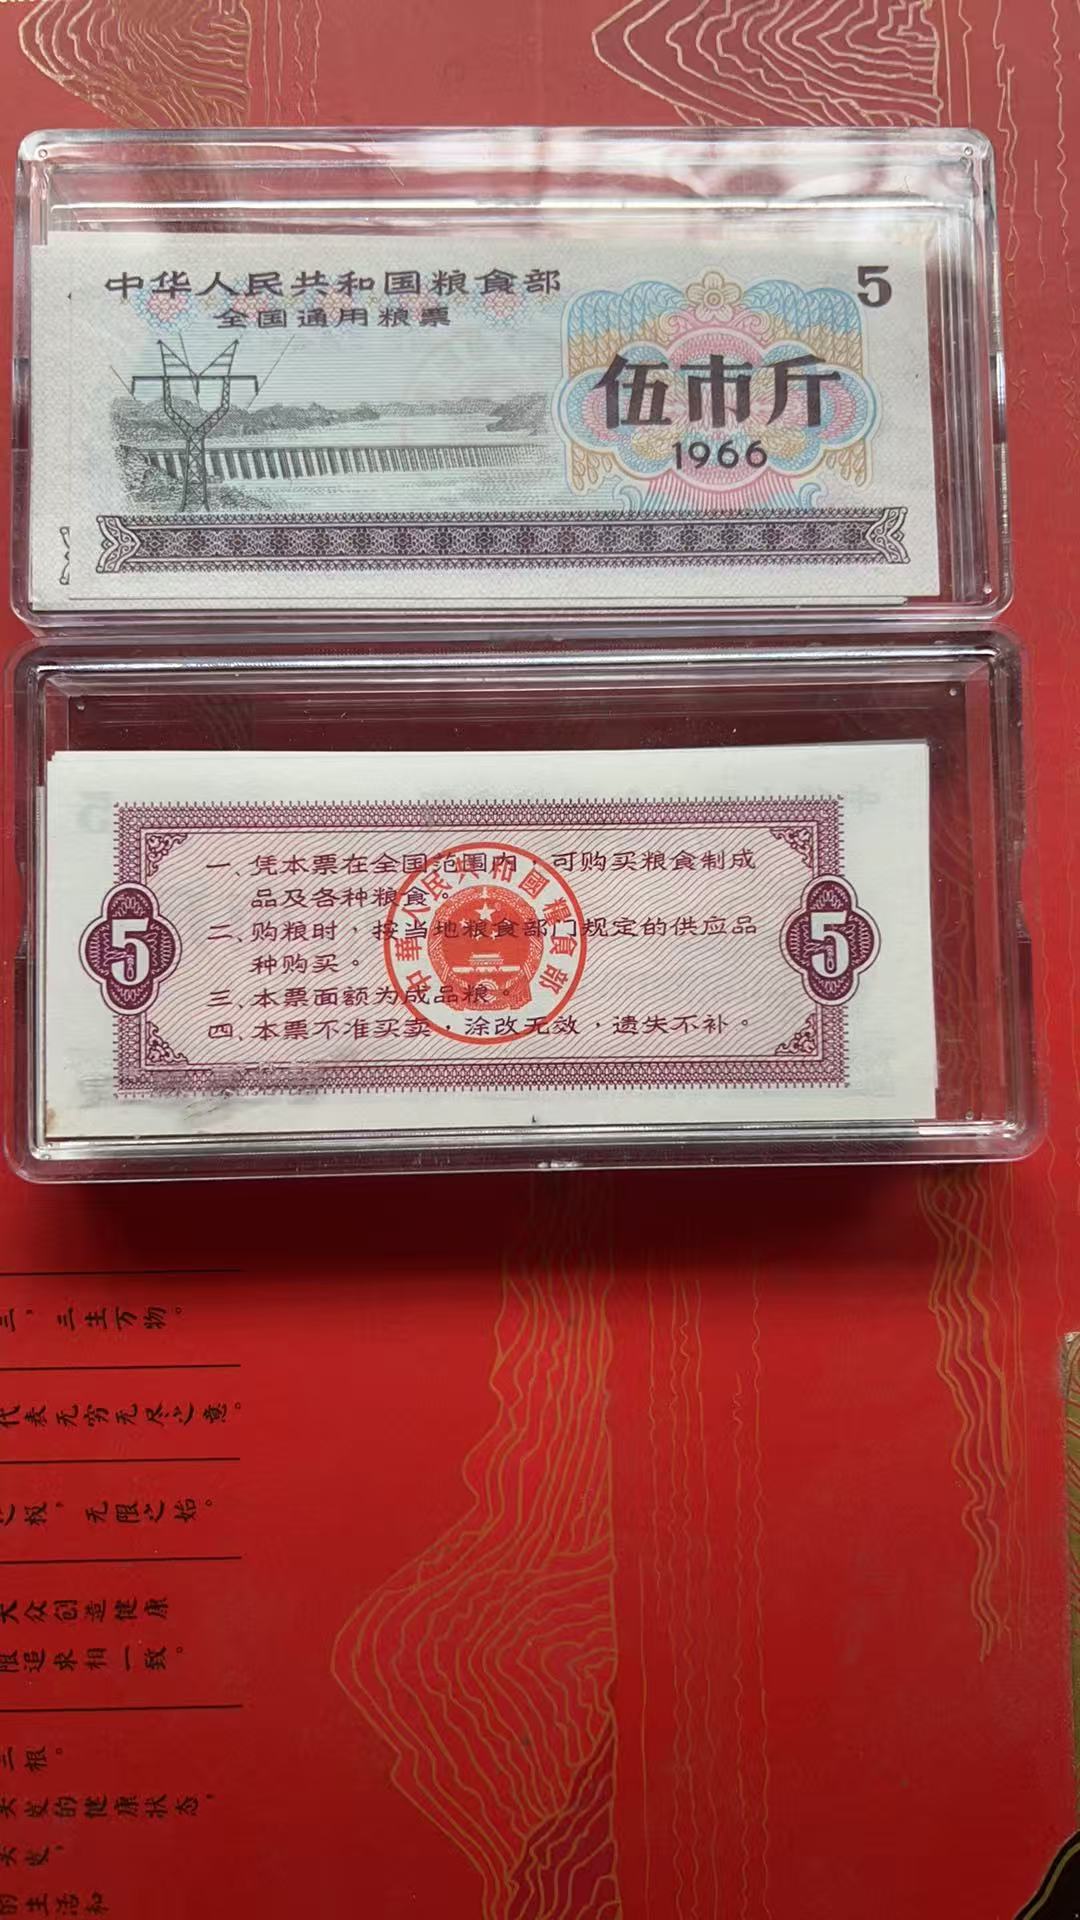 中华人民共和国粮食部
全国通用粮票
5
伍市斤
1966
一、凭本票在全国范围内，可购买粮食制成
品及各种粮食。
二、购粮时，按当地粮食部门规定的供应品
种购买。
三、本票面额为成品粮。
四、本票不准买卖，涂改无效，遗失不补。
5
5
中華人民共和國糧食部
三，三生万物。
代表无穷无尽之意。
之极，无限之始。
大众创造健康
限追求相一致。
三根。
头发的健康状态，
头发，
的生活和